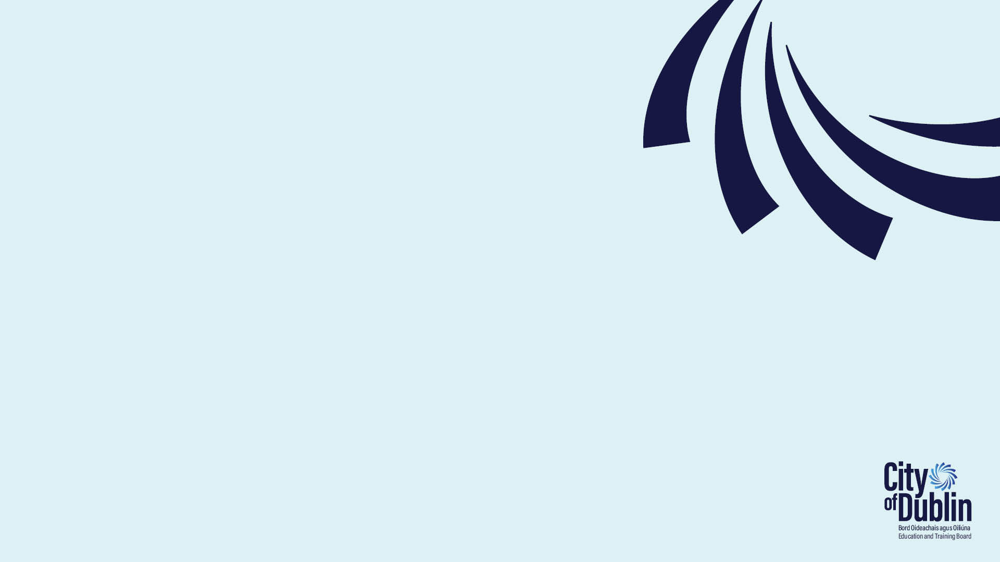 City
of Dublin
Bord Oideachais agus Oiliúna
Education and Training Board